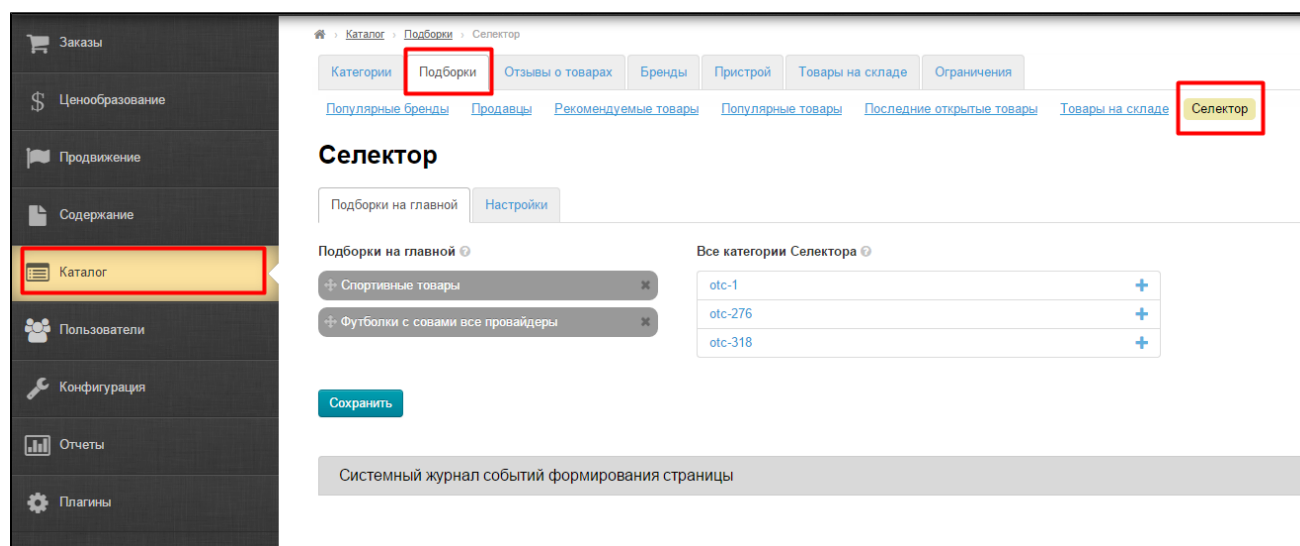 Заказы
Ценообразование
Продвижение
Содержание
Каталог
Пользователи
Конфигурация
Отчеты
Плагины
Каталог › Подборки › Селектор
Категории Подборки Отзывы о товарах Бренды Пристрой Товары на складе Ограничения
Популярные бренды Продавцы Рекомендуемые товары Популярные товары Последние открытые товары Товары на складе Селектор
Селектор
Подборки на главной Настройки
Подборки на главной ? Все категории Селектора ?
Спортивные товары
Футболки с совами все провайдеры
otc-1
otc-276
otc-318
Сохранить
Системный журнал событий формирования страницы